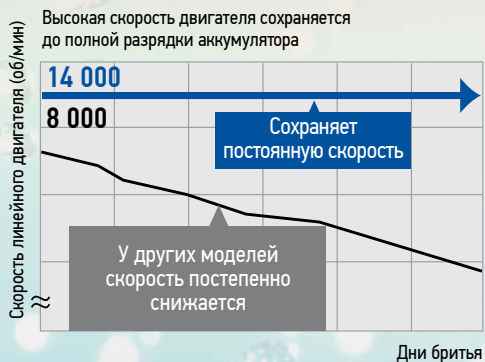 Высокая скорость двигателя сохраняется
до полной разрядки аккумулятора
Скорость линейного двигателя (об/мин)
14 000
8 000
Сохраняет
постоянную скорость
У других моделей
скорость постепенно
снижается
Дни бритья